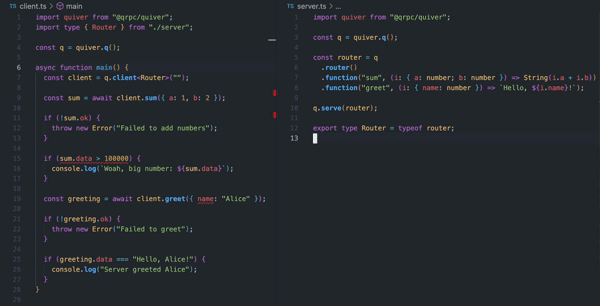 TS client.ts > main
1 import quiver from "@qrpc/quiver";
2 import type { Router } from "./server";
3
4 const q = quiver.q();
5
6 async function main() {
7 const client = q.client<Router>("");
8
9 const sum = await client.sum({ a: 1, b: 2 });
10
11 if (!sum.ok) {
12 throw new Error("Failed to add numbers");
13 }
14
15 if (sum.data > 100000) {
16 console.log(`Woah, big number: ${sum.data}`);
17 }
18
19 const greeting = await client.greet({ name: "Alice" });
20
21 if (!greeting.ok) {
22 throw new Error("Failed to greet");
23 }
24
25 if (greeting.data === "Hello, Alice!") {
26 console.log("Server greeted Alice");
27 }
28 }
29
TS server.ts > ...
1 import quiver from "@qrpc/quiver";
2
3 const q = quiver.q();
4
5 const router = q
6 .router()
7 .function("sum", (i: { a: number; b: number }) => String(i.a + i.b))
8 .function("greet", (i: { name: number }) => `Hello, ${i.name}!`);
9
10 q.serve(router);
11
12 export type Router = typeof router;
13